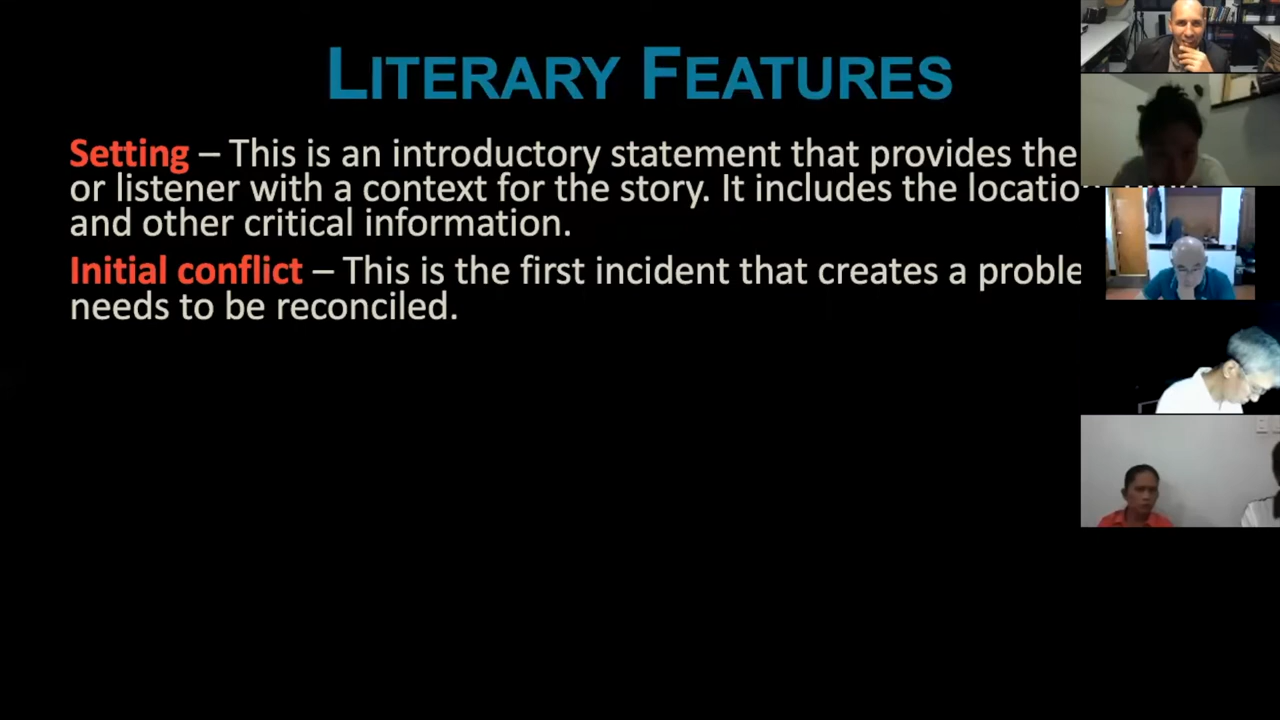 LITERARY FEATURES
Setting – This is an introductory statement that provides the
or listener with a context for the story. It includes the
and other critical information.
Initial conflict – This is the first incident that creates a
needs to be reconciled.